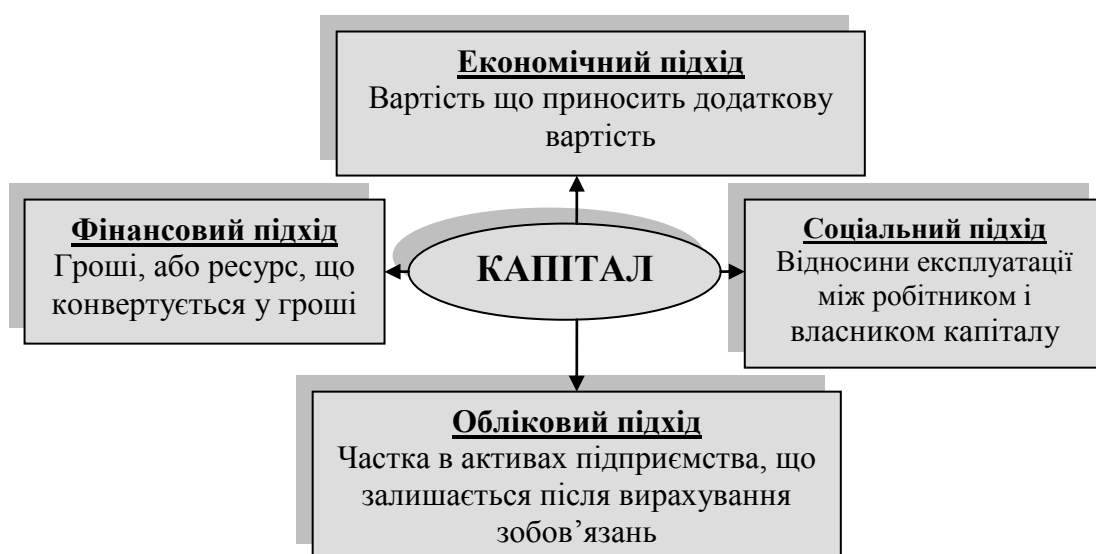 Економічний підхід
Вартість що приносить додаткову
вартість
Фінансовий підхід
Гроші, або ресурс, що
конвертується у гроші
КАПІТАЛ
Соціальний підхід
Відносини експлуатації
між робітником і
власником капіталу
Обліковий підхід
Частка в активах підприємства, що
залишається після вирахування
зобов’язань